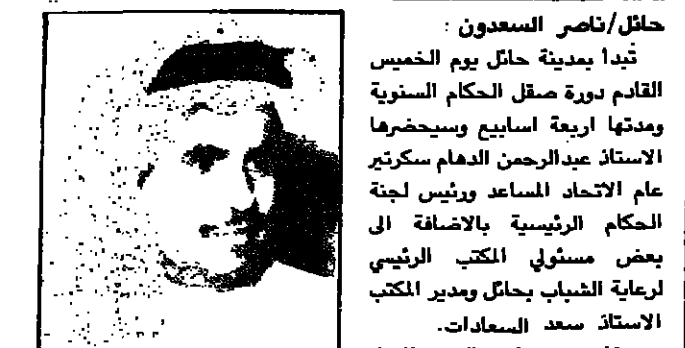 حائل/ناصر السعدون :
تبدأ بمدينة حائل يوم الخميس
القادم دورة صقل الحكام السنوية
ومدتها اربعة اسابيع وسيحضرها
الاستاذ عبدالرحمن الدهام سكرتير
عام الاتحاد المساعد ورئيس لجنة
الحكام الرئيسية بالاضافة الى
بعض مسئولي المكتب الرئيسي
لرعاية الشباب بحائل ومدير المكتب
الاستاذ سعد السعادات.